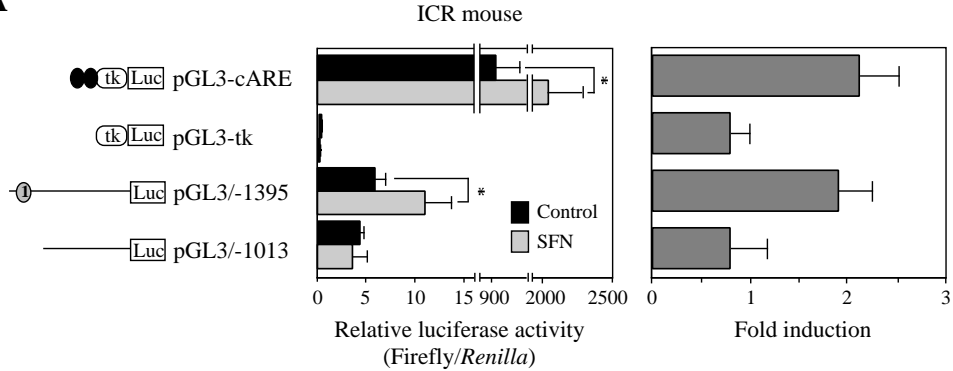 ICR mouse
tk Luc pGL3-cARE
*
tk Luc pGL3-tk
1 Luc pGL3/-1395
*
Control
SFN
Luc pGL3/-1013
0 5 10 15 900 2000 2500
0 1 2 3
Relative luciferase activity
(Firefly/Renilla)
Fold induction